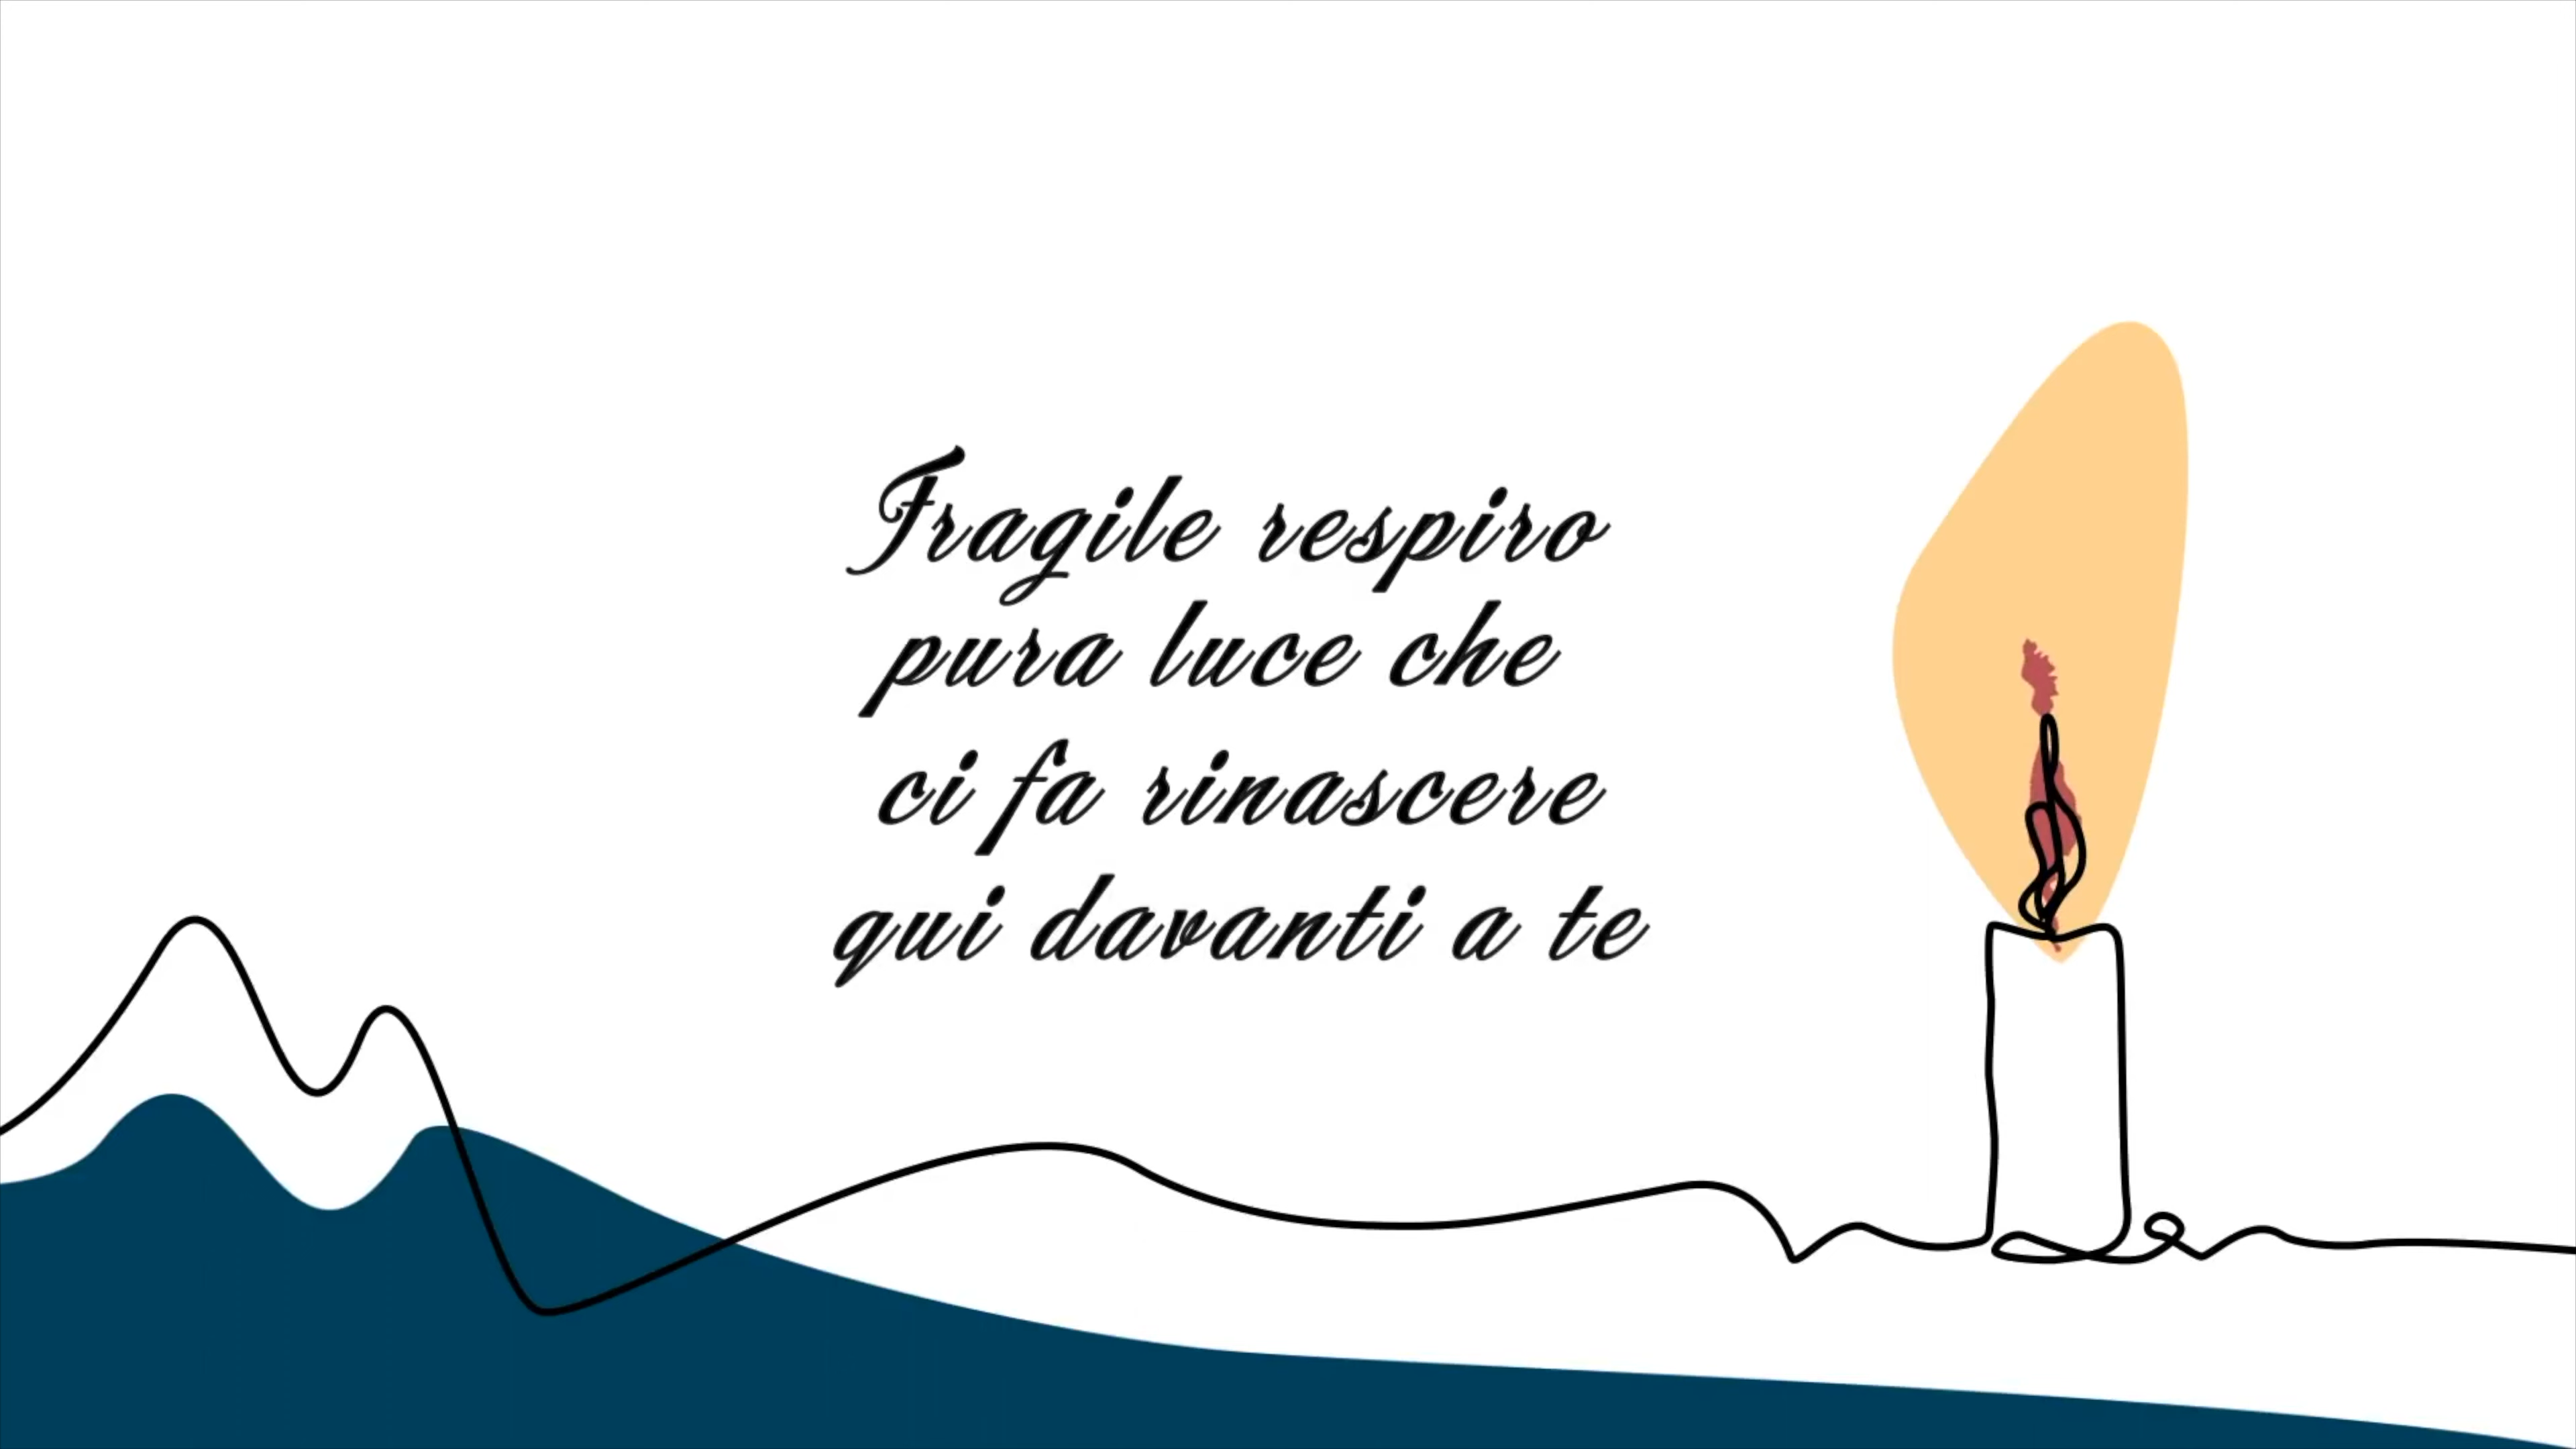 Fragile respiro
pura luce che
ci fa rinascere
qui davanti a te